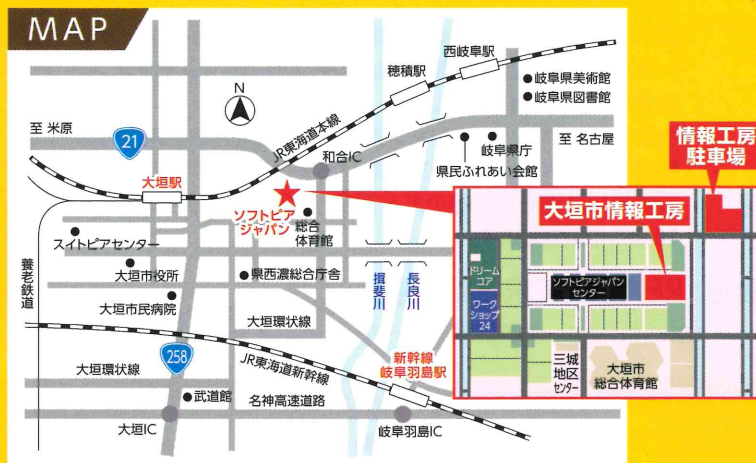 MAP
西岐阜駅
穂積駅
岐阜県美術館
岐阜県図書館
N
至 米原
21
JR東海道本線
和合IC
岐阜県庁
県民ふれあい会館
至 名古屋
情報工房
駐車場
大垣駅
ソフトピア
ジャパン
総合
体育館
大垣市情報工房
スイトピアセンター
養老鉄道
大垣市役所
県西濃総合庁舎
揖斐川
長良川
ドリーム
コア
ソフトピアジャパン
センター
ワーク
ショップ
24
大垣市民病院
大垣環状線
258
JR東海道新幹線
新幹線
岐阜羽島駅
三城
地区
センター
大垣市
総合体育館
大垣環状線
武道館
名神高速道路
大垣IC
岐阜羽島IC